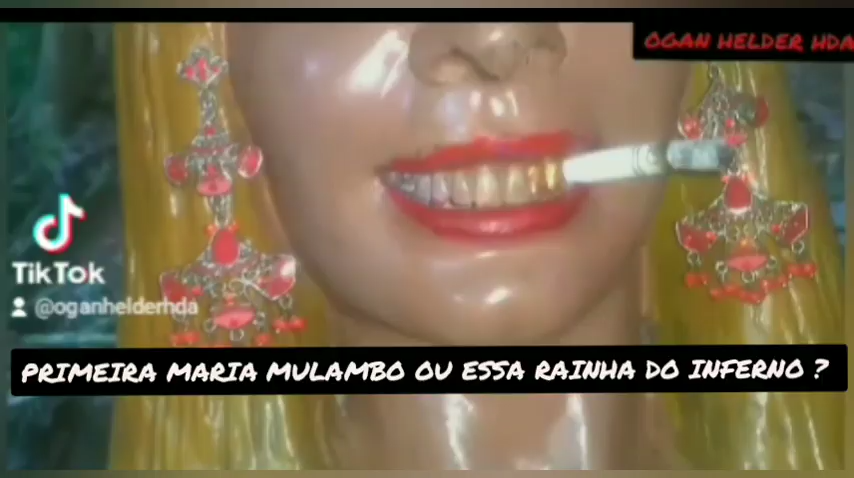 OGAN HELDER HDA
TikTok
@oganhelderhda
PRIMEIRA MARIA MULAMBO OU ESSA RAINHA DO INFERNO ?